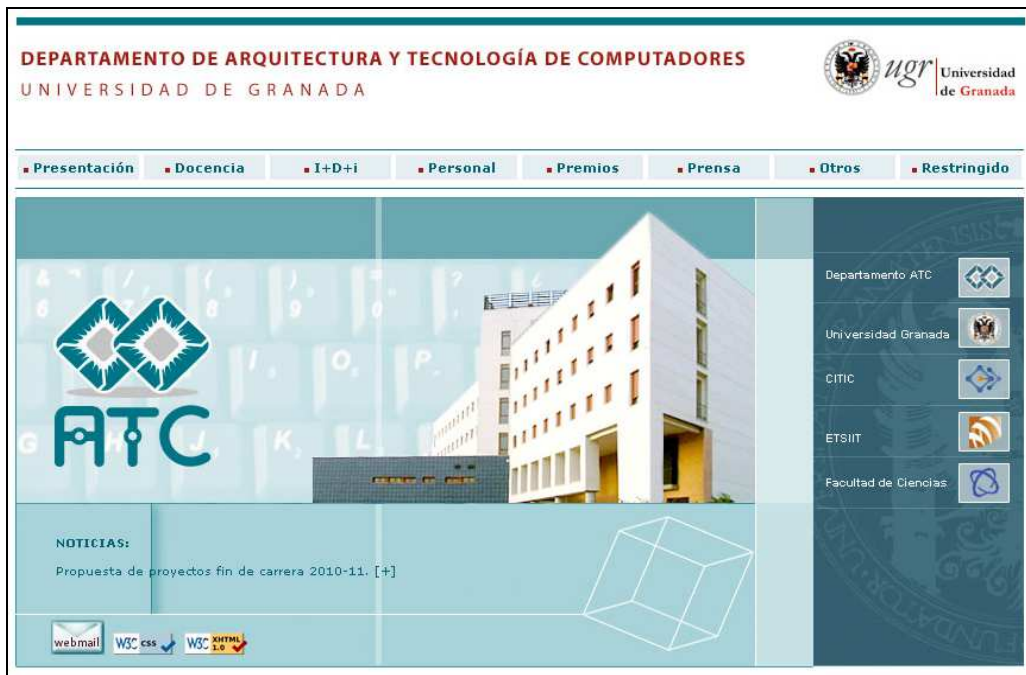 DEPARTAMENTO DE ARQUITECTURA Y TECNOLOGÍA DE COMPUTADORES
UNIVERSIDAD DE GRANADA
ugr Universidad
de Granada
Presentación Docencia I+D+i Personal Premios Prensa Otros Restringido
Departamento ATC
Universidad Granada
CITIC
ETSIIT
Facultad de Ciencias
ATC
NOTICIAS:
Propuesta de proyectos fin de carrera 2010-11. [+]
webmail W3C css W3C XHTML 1.0